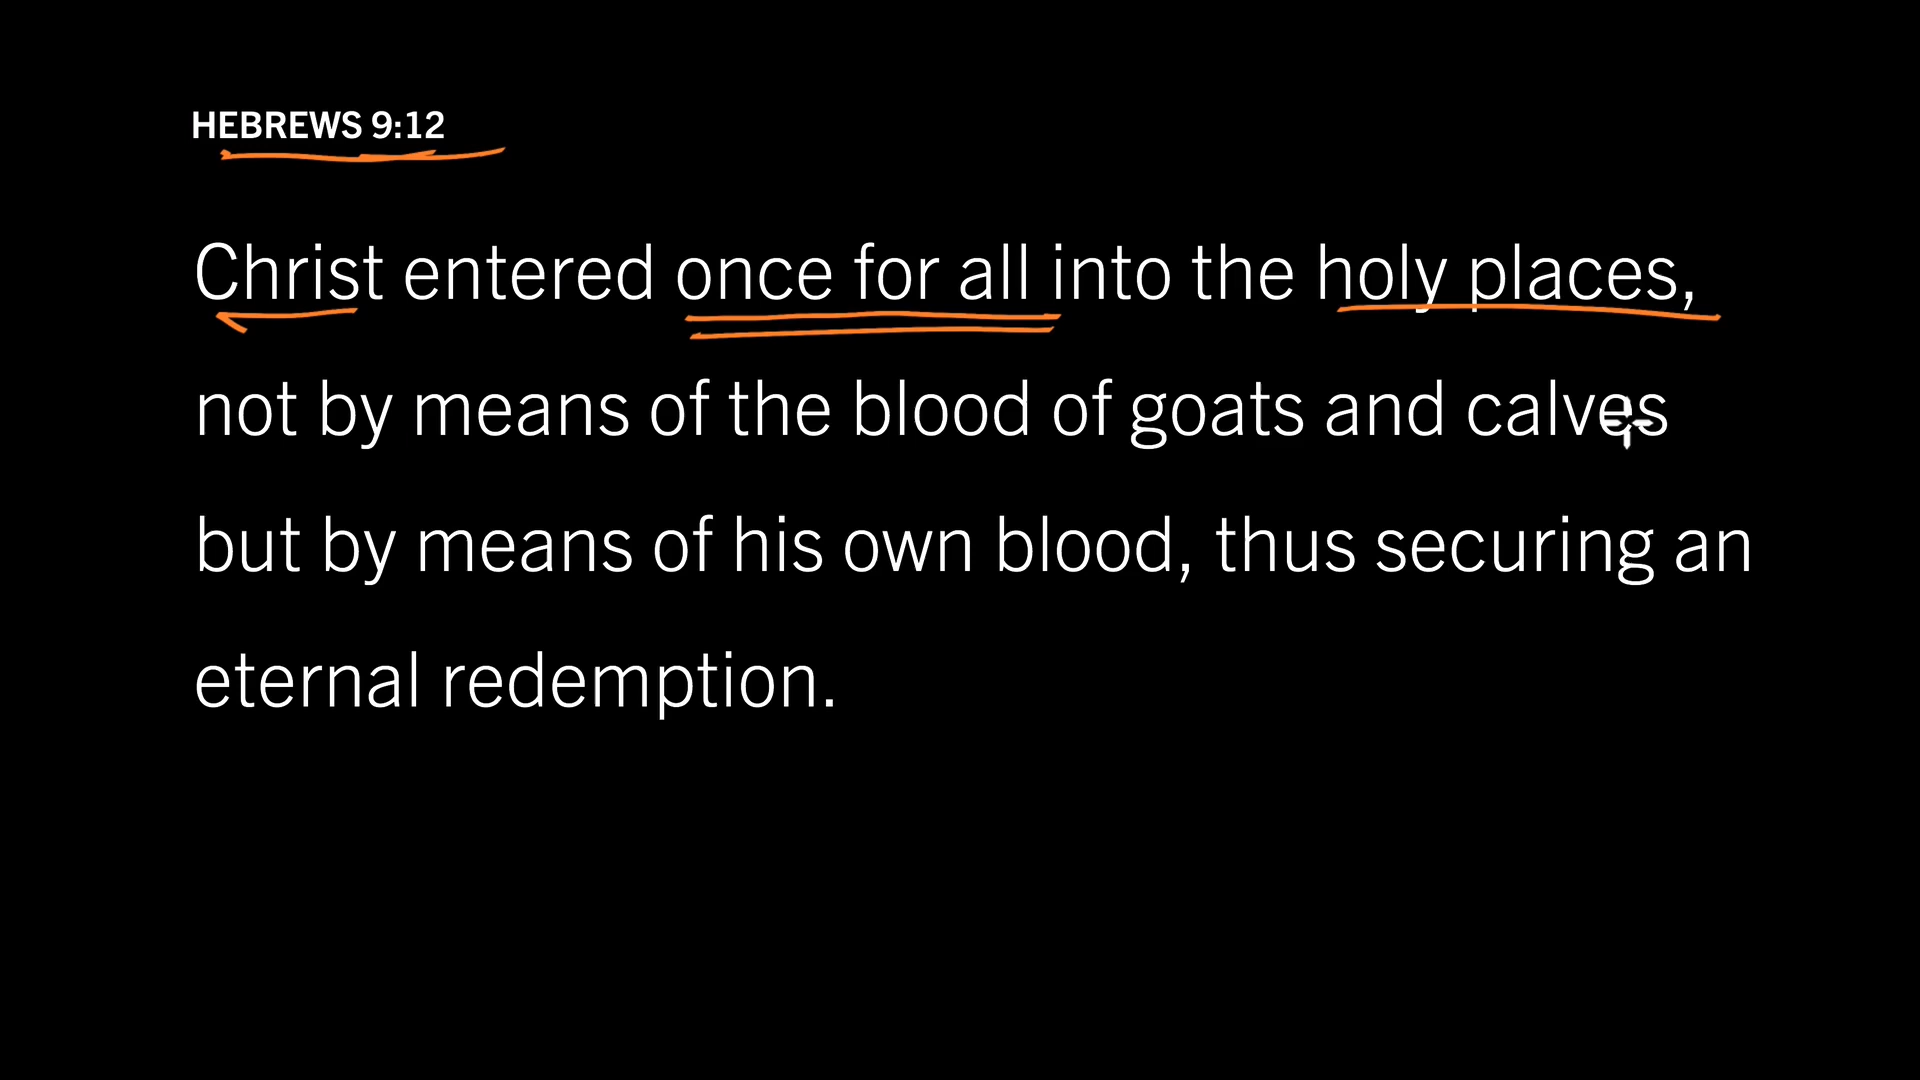 HEBREWS 9:12
Christ entered once for all into the holy places,
not by means of the blood of goats and calves
but by means of his own blood, thus securing an
eternal redemption.